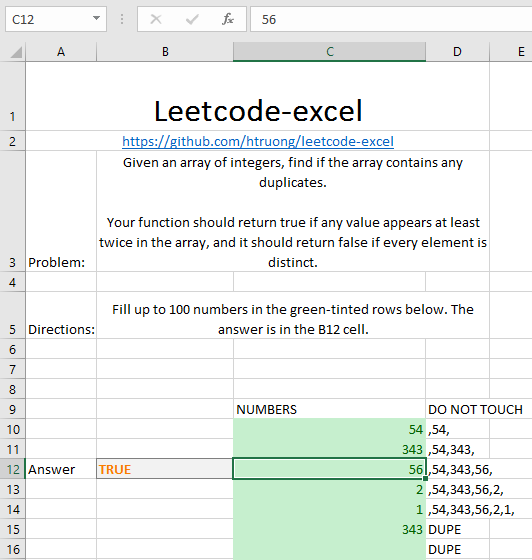 C12 fx 56
A B C D E
1 Leetcode-excel
2 https://github.com/htruong/leetcode-excel
Given an array of integers, find if the array contains any
duplicates.
Your function should return true if any value appears at least
twice in the array, and it should return false if every element is
3 Problem: distinct.
4
Fill up to 100 numbers in the green-tinted rows below. The
5 Directions: answer is in the B12 cell.
6
7
8
9 NUMBERS DO NOT TOUCH
10 54 ,54,
11 343 ,54,343,
12 Answer TRUE 56 ,54,343,56,
13 2 ,54,343,56,2,
14 1 ,54,343,56,2,1,
15 343 DUPE
16 DUPE